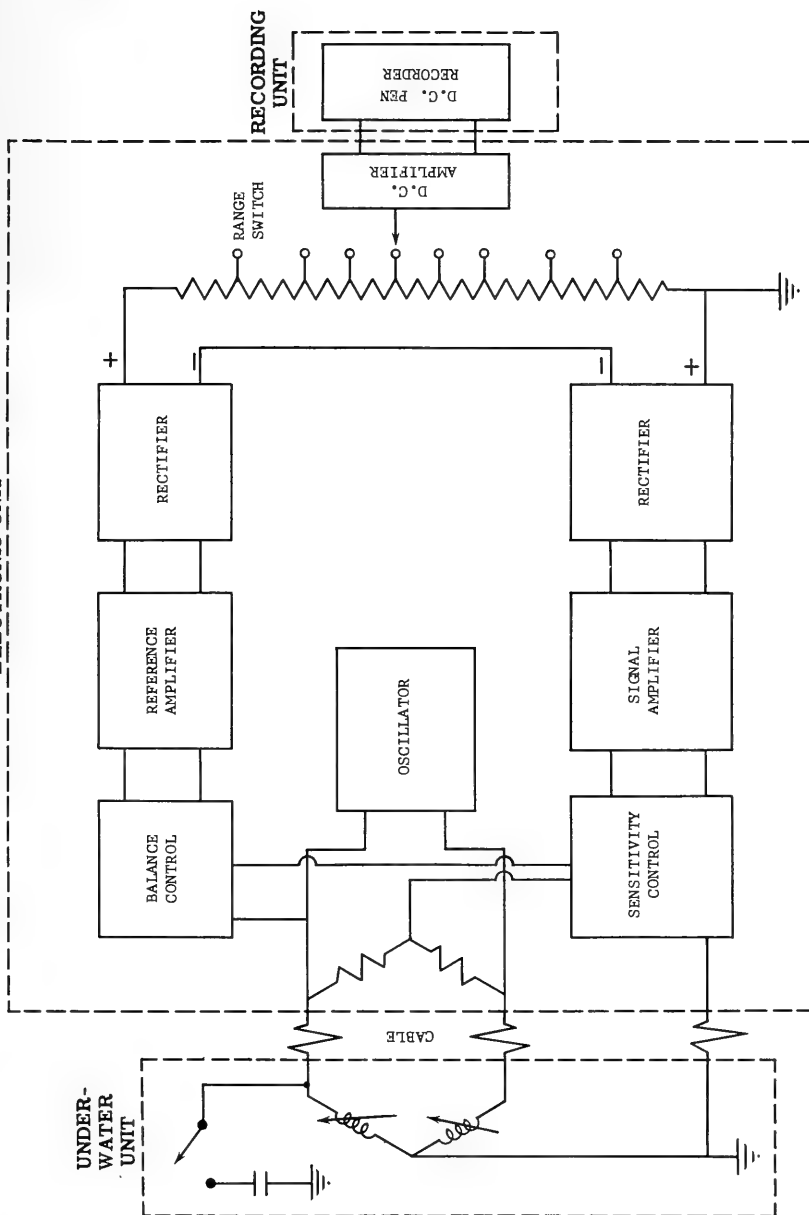 RECORDING
UNIT
D.C. PEN
RECORDER
D.C.
AMPLIFIER
RANGE
SWITCH
+
−
RECTIFIER
REFERENCE
AMPLIFIER
BALANCE
CONTROL
OSCILLATOR
−
+
RECTIFIER
SIGNAL
AMPLIFIER
SENSITIVITY
CONTROL
CABLE
UNDER-
WATER
UNIT